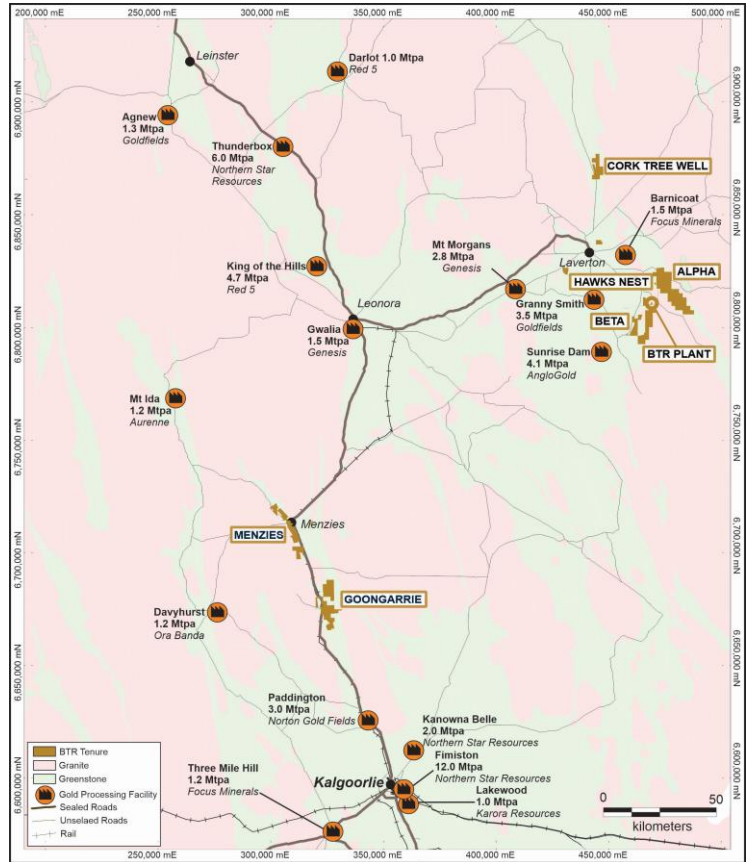 200,000 mE
250,000 mE
300,000 mE
350,000 mE
400,000 mE
450,000 mE
500,000 mE
Leinster
Darlot 1.0 Mtpa
Red 5
6,900,000 mN
6,900,000 mN
Agnew
1.3 Mtpa
Goldfields
Thunderbox
6.0 Mtpa
Northern Star
Resources
CORK TREE WELL
6,850,000 mN
6,850,000 mN
Barnicoat
1.5 Mtpa
Focus Minerals
Mt Morgans
2.8 Mtpa
Genesis
Laverton
King of the Hills
4.7 Mtpa
Red 5
HAWKS NEST
ALPHA
Leonora
Granny Smith
3.5 Mtpa
Goldfields
6,800,000 mN
6,800,000 mN
Gwalia
1.5 Mtpa
Genesis
BETA
BTR PLANT
Sunrise Dam
4.1 Mtpa
AngloGold
Mt Ida
1.2 Mtpa
Aurenne
6,750,000 mN
6,750,000 mN
Menzies
MENZIES
6,700,000 mN
6,700,000 mN
GOONGARRIE
Davyhurst
1.2 Mtpa
Ora Banda
6,650,000 mN
6,650,000 mN
Paddington
3.0 Mtpa
Norton Gold Fields
Kanowna Belle
2.0 Mtpa
Northern Star Resources
Fimiston
12.0 Mtpa
Northern Star Resources
Three Mile Hill
1.2 Mtpa
Focus Minerals
Kalgoorlie
Lakewood
1.0 Mtpa
Karora Resources
6,600,000 mN
6,600,000 mN
BTR Tenure
Granite
Greenstone
Gold Processing Facility
Sealed Roads
Unselaed Roads
Rail
0
50
kilometers
200,000 mE
250,000 mE
300,000 mE
350,000 mE
400,000 mE
450,000 mE
500,000 mE